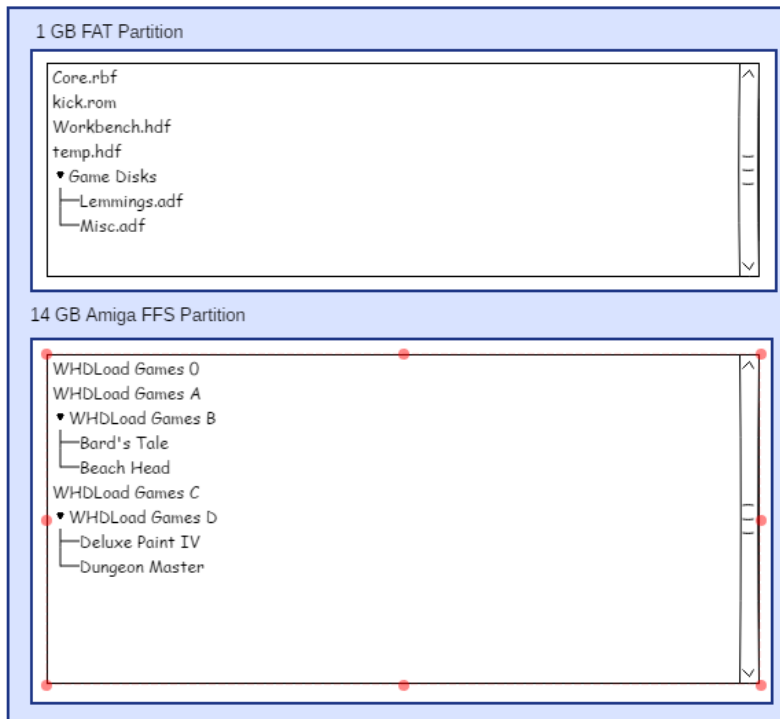 1 GB FAT Partition
Core.rbf
kick.rom
Workbench.hdf
temp.hdf
Game Disks
Lemmings.adf
Misc.adf
14 GB Amiga FFS Partition
WHDLoad Games 0
WHDLoad Games A
WHDLoad Games B
Bard's Tale
Beach Head
WHDLoad Games C
WHDLoad Games D
Deluxe Paint IV
Dungeon Master